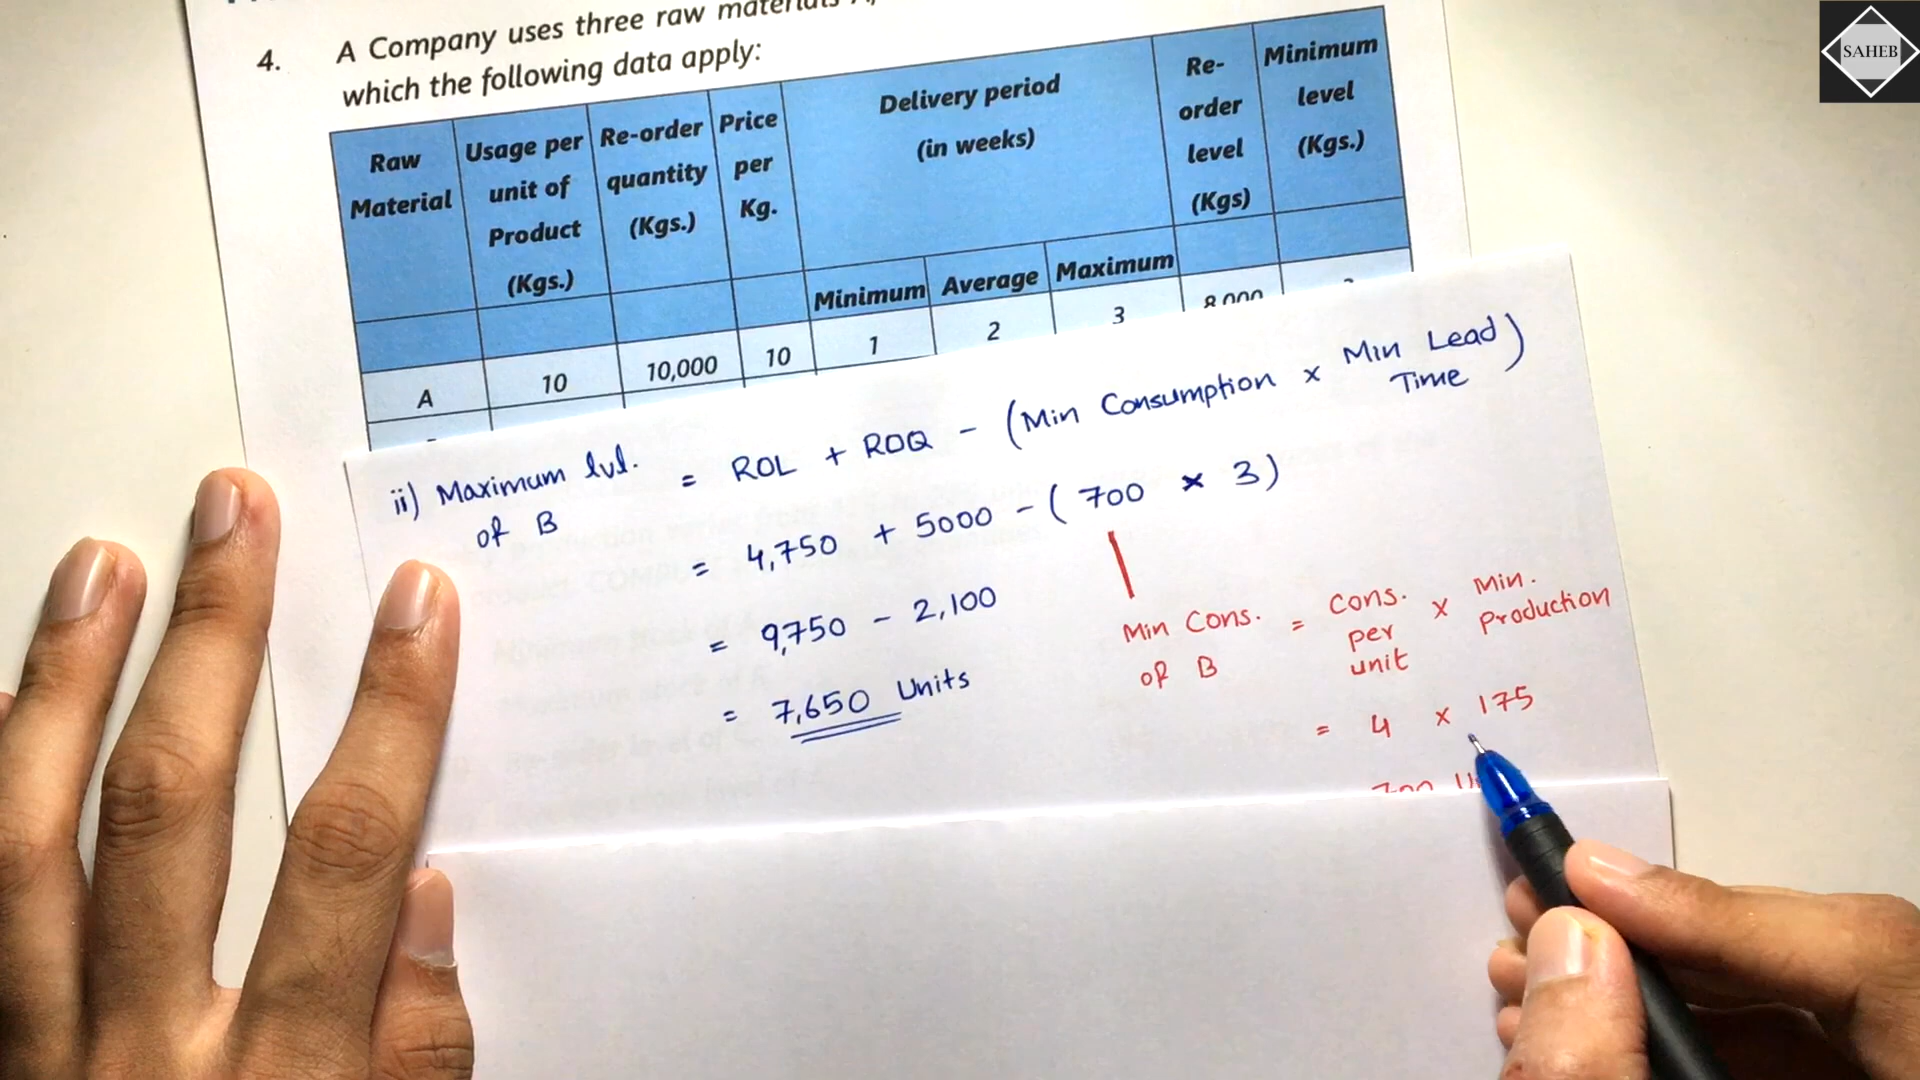 SAHEB
4. A Company uses three raw materials
which the following data apply:
Raw Material
Usage per unit of Product (Kgs.)
Re-order quantity (Kgs.)
Price per Kg.
Delivery period (in weeks)
Re-order level (Kgs)
Minimum level (Kgs.)
Minimum Average Maximum
A 10 10,000 10 1 2 3 8,000
ii) Maximum lvl. of B = ROL + ROQ - (Min Consumption x Min Lead Time)
= 4,750 + 5000 - (700 x 3)
= 9,750 - 2,100
= 7,650 Units
Min Cons. of B = Cons. per unit x Min. Production
= 4 x 175
700